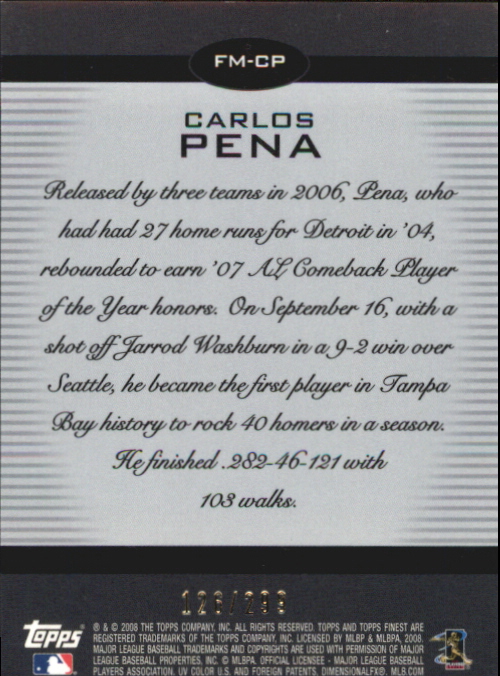 FM-CP
CARLOS
PENA
Released by three teams in 2006, Pena, who
had had 27 home runs for Detroit in '04,
rebounded to earn '07 AL Comeback Player
of the Year honors. On September 16, with a
shot off Jarrod Washburn in a 9-2 win over
Seattle, he became the first player in Tampa
Bay history to rock 40 homers in a season.
He finished .282-46-121 with
103 walks.
126/299
Topps
® & © 2008 THE TOPPS COMPANY, INC. ALL RIGHTS RESERVED. TOPPS AND TOPPS FINEST ARE
REGISTERED TRADEMARKS OF THE TOPPS COMPANY, INC. LICENSED BY MLBP & MLBPA, 2008.
MAJOR LEAGUE BASEBALL TRADEMARKS AND COPYRIGHTS ARE USED WITH PERMISSION OF MAJOR
LEAGUE BASEBALL PROPERTIES, INC. © MLBPA, OFFICIAL LICENSEE - MAJOR LEAGUE BASEBALL
PLAYERS ASSOCIATION. UV COLOR U.S. AND FOREIGN PATENTS. DIMENSIONALFX®. MLB.COM